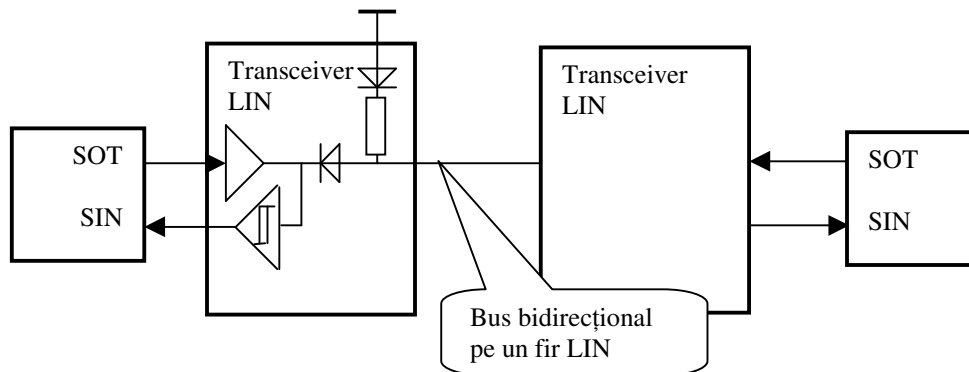 Transceiver
LIN
Transceiver
LIN
SOT
SIN
SOT
SIN
Bus bidirecțional
pe un fir LIN